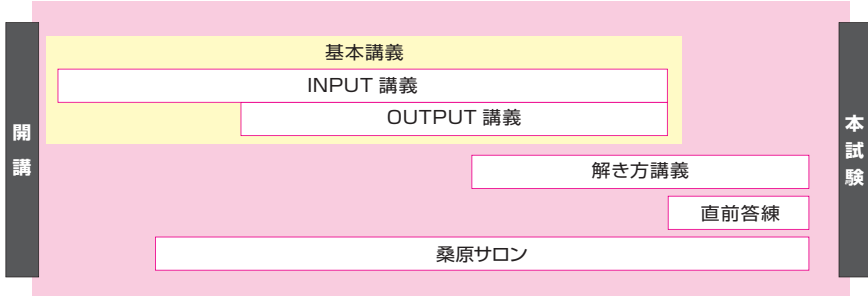 開講
基本講義
INPUT 講義
OUTPUT 講義
解き方講義
直前答練
桑原サロン
本試験